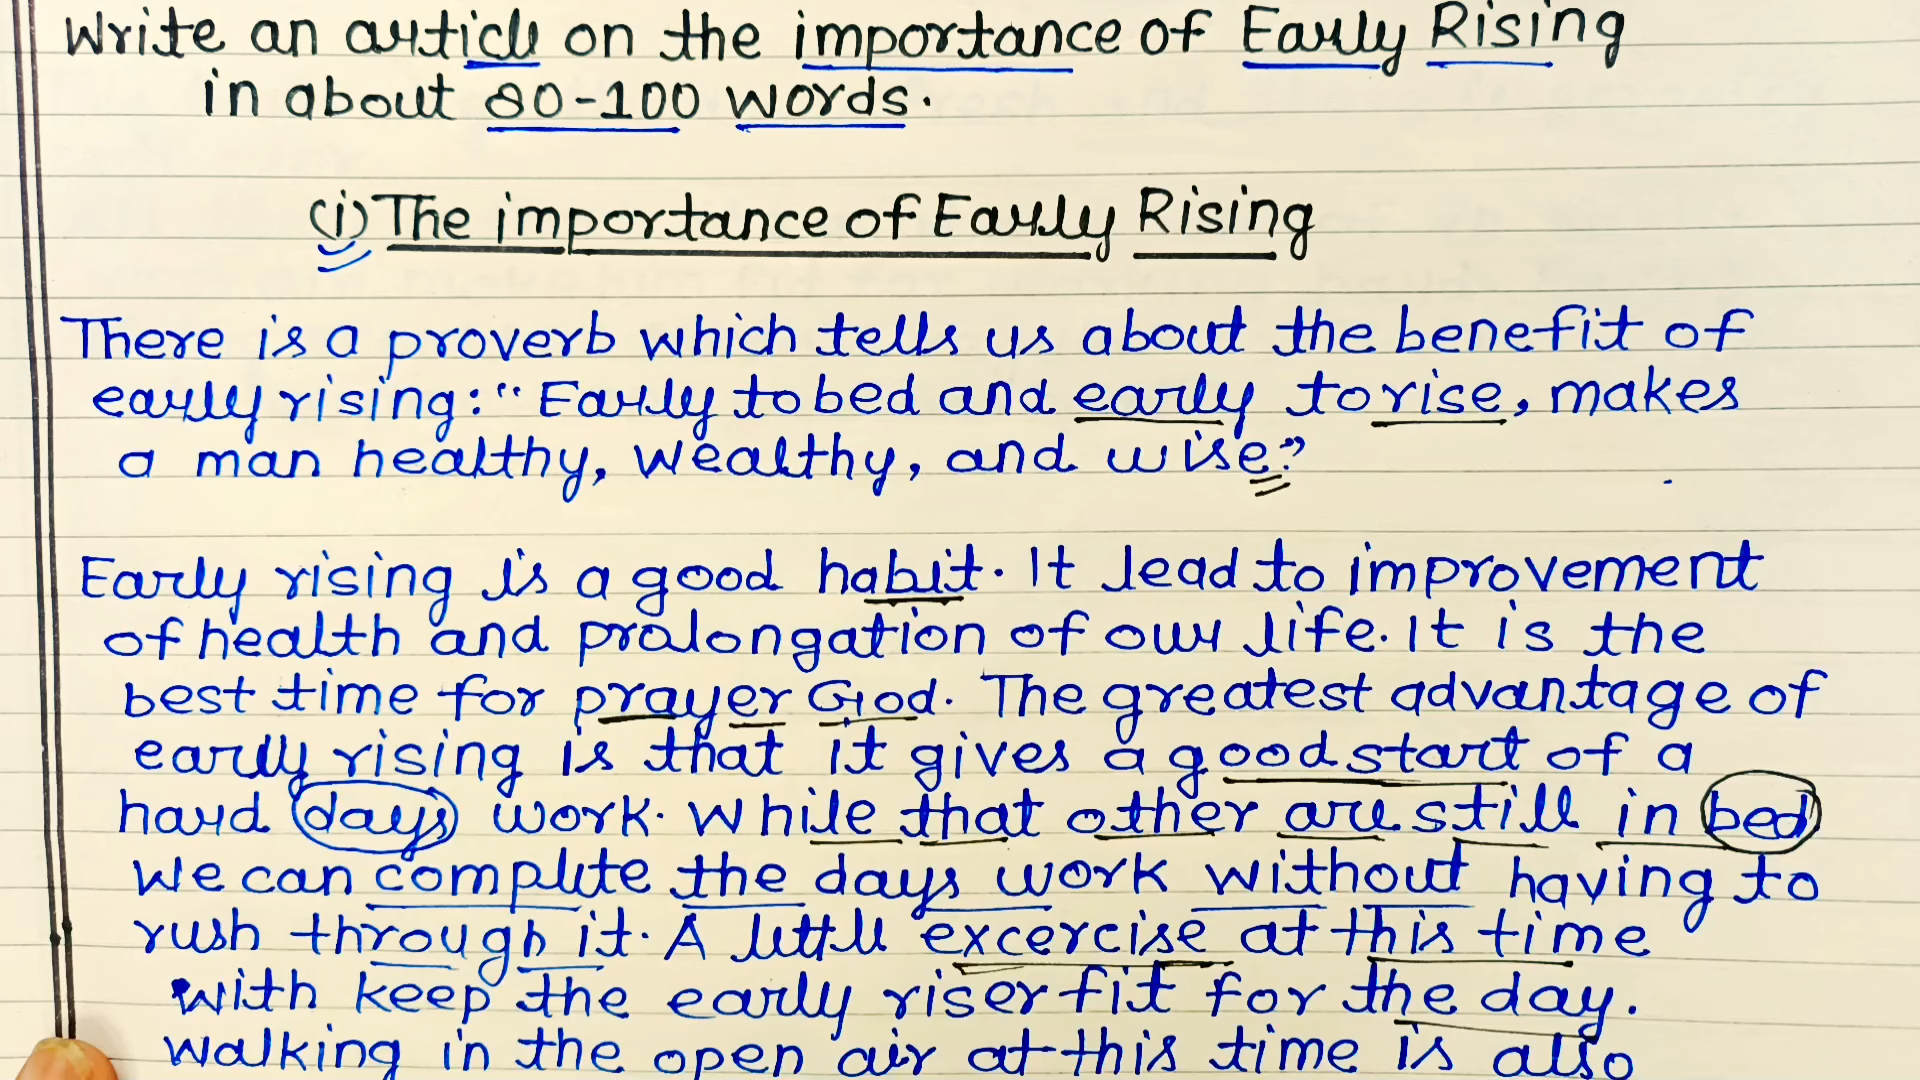 Write an article on the importance of Early Rising
in about 80-100 words.
(i) The importance of Early Rising
There is a proverb which tells us about the benefit of
early rising: "Early to bed and early to rise, makes
a man healthy, wealthy, and wise."
Early rising is a good habit. It lead to improvement
of health and prolongation of our life. It is the
best time for prayer God. The greatest advantage of
early rising is that it gives a good start of a
hard days work. While that other are still in bed
We can complete the days work without having to
rush through it. A little excercise at this time
with keep the early riser fit for the day.
Walking in the open air at this time is also